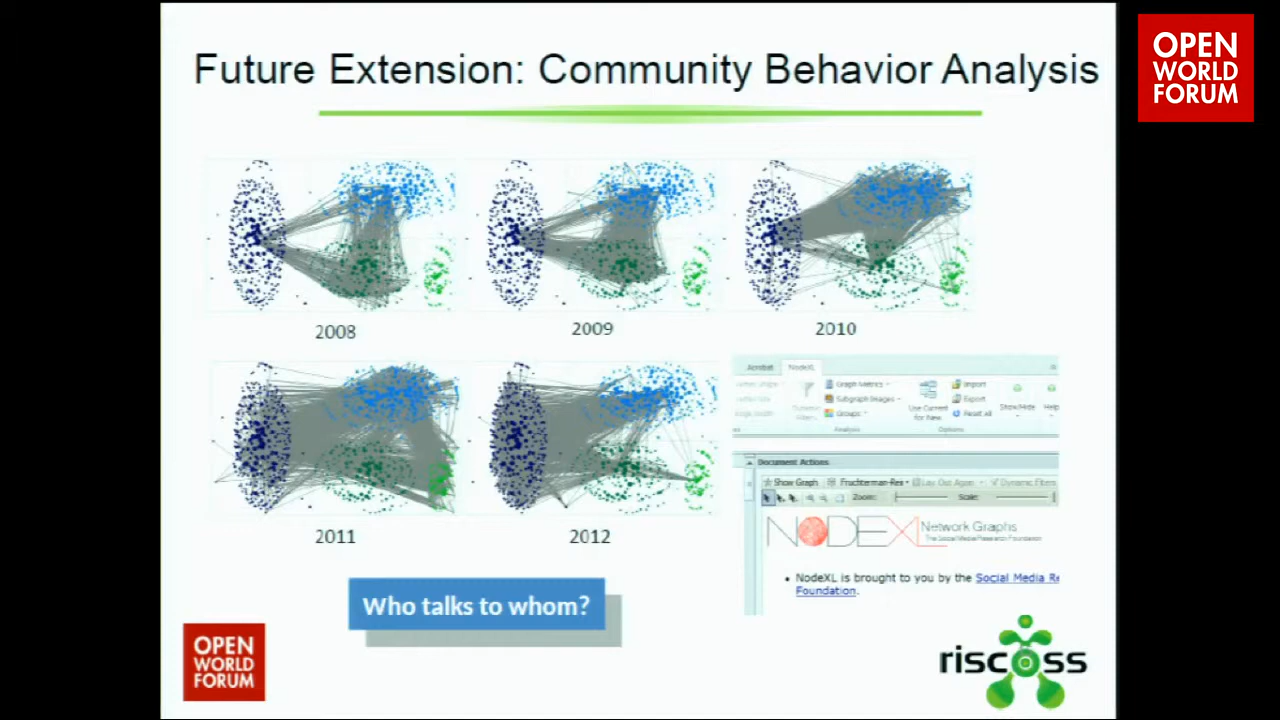 Future Extension: Community Behavior Analysis
OPEN
WORLD
FORUM
2008
2009
2010
2011
2012
Acrobat
NodeXL
Graph Metrics
Subgraph Images
Groups
Use Current
for New
Import
Export
Reset All
Show/Hide
Help
Analysis
Options
Document Actions
Show Graph
Fruchterman-Rei
Lay Out Again
Dynamic Filters
Zoom:
Scale:
NODEXL Network Graphs
The Social Media Research Foundation
• NodeXL is brought to you by the Social Media Re
Foundation.
Who talks to whom?
OPEN
WORLD
FORUM
riscoss